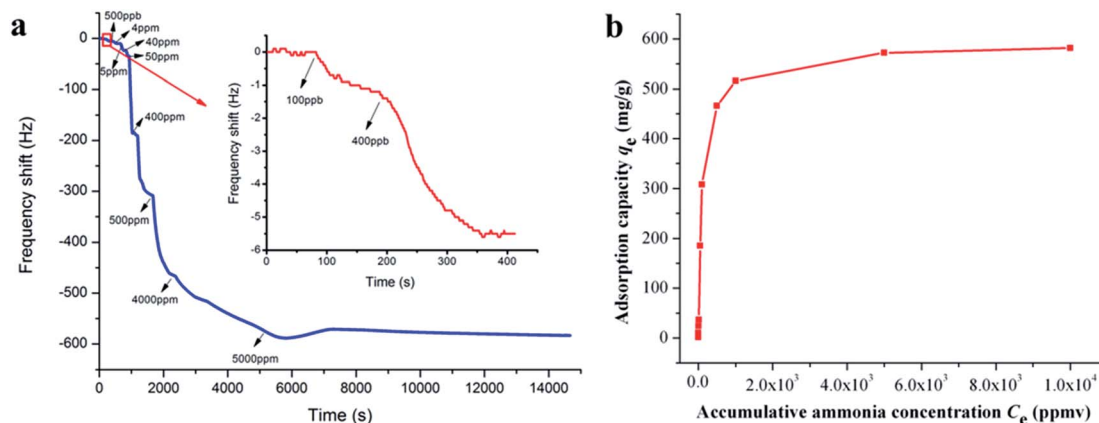 a
Frequency shift (Hz)
0
-100
-200
-300
-400
-500
-600
500ppb
4ppm
40ppm
50ppm
5ppm
400ppm
500ppm
4000ppm
5000ppm
0 2000 4000 6000 8000 10000 12000 14000
Time (s)
Frequency shift (Hz)
0
-1
-2
-3
-4
-5
-6
100ppb
400ppb
0 100 200 300 400
Time (s)
b
Adsorption capacity qe (mg/g)
600
500
400
300
200
100
0
0.0 2.0x10³ 4.0x10³ 6.0x10³ 8.0x10³ 1.0x10⁴
Accumulative ammonia concentration Ce (ppmv)